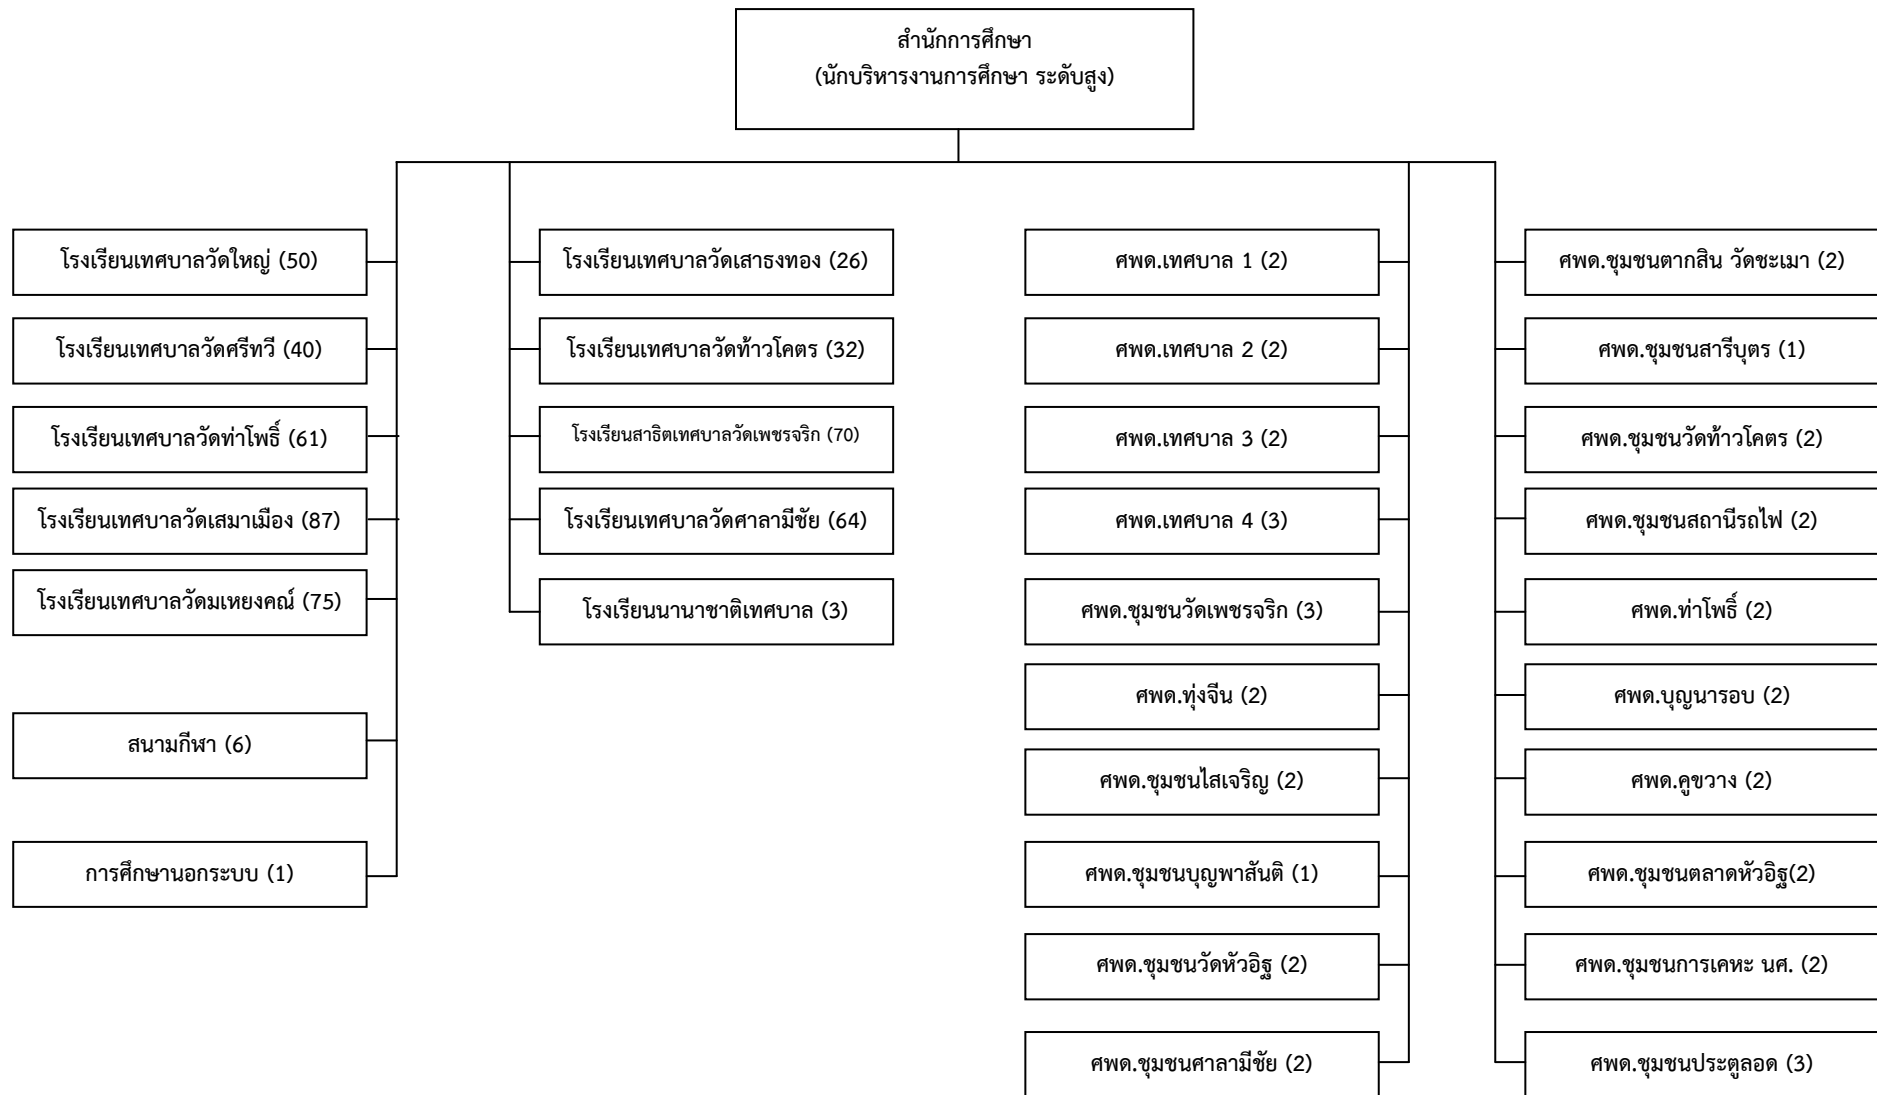 สำนักการศึกษา
(นักบริหารงานการศึกษา ระดับสูง)
โรงเรียนเทศบาลวัดใหญ่ (50)
โรงเรียนเทศบาลวัดศรีทวี (40)
โรงเรียนเทศบาลวัดท่าโพธิ์ (61)
โรงเรียนเทศบาลวัดเสมาเมือง (87)
โรงเรียนเทศบาลวัดมเหยงคณ์ (75)
สนามกีฬา (6)
การศึกษานอกระบบ (1)
โรงเรียนเทศบาลวัดเสาธงทอง (26)
โรงเรียนเทศบาลวัดท้าวโคตร (32)
โรงเรียนสาธิตเทศบาลวัดเพชรจริก (70)
โรงเรียนเทศบาลวัดศาลามีชัย (64)
โรงเรียนนานาชาติเทศบาล (3)
ศพด.เทศบาล 1 (2)
ศพด.เทศบาล 2 (2)
ศพด.เทศบาล 3 (2)
ศพด.เทศบาล 4 (3)
ศพด.ชุมชนวัดเพชรจริก (3)
ศพด.ทุ่งจีน (2)
ศพด.ชุมชนไสเจริญ (2)
ศพด.ชุมชนบุญพาสันติ (1)
ศพด.ชุมชนวัดหัวอิฐ (2)
ศพด.ชุมชนศาลามีชัย (2)
ศพด.ชุมชนตากสิน วัดชะเมา (2)
ศพด.ชุมชนสารีบุตร (1)
ศพด.ชุมชนวัดท้าวโคตร (2)
ศพด.ชุมชนสถานีรถไฟ (2)
ศพด.ท่าโพธิ์ (2)
ศพด.บุญนารอบ (2)
ศพด.คูขวาง (2)
ศพด.ชุมชนตลาดหัวอิฐ(2)
ศพด.ชุมชนการเคหะ นศ. (2)
ศพด.ชุมชนประตูลอด (3)